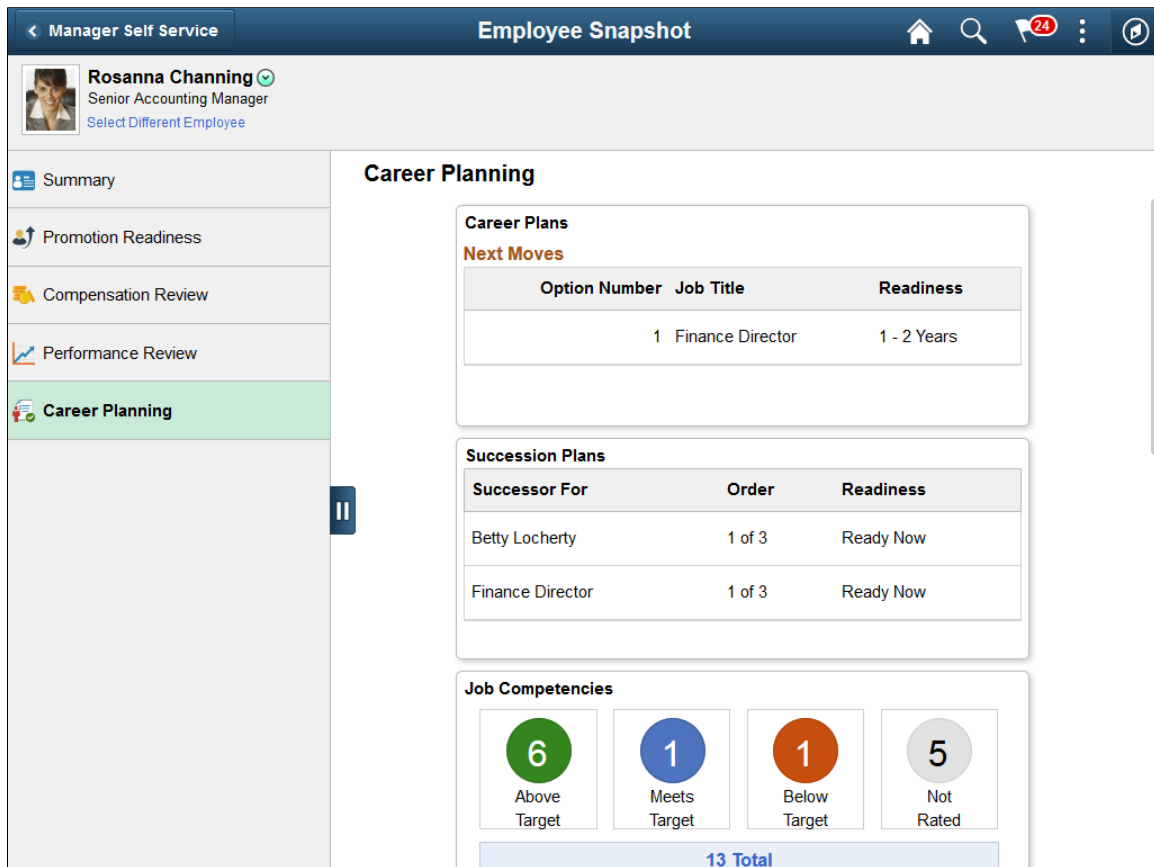 Manager Self Service
Employee Snapshot
24
Rosanna Channing
Senior Accounting Manager
Select Different Employee
Summary
Promotion Readiness
Compensation Review
Performance Review
Career Planning
Career Planning
Career Plans
Next Moves
Option Number Job Title Readiness
1 Finance Director 1 - 2 Years
Succession Plans
Successor For Order Readiness
Betty Locherty 1 of 3 Ready Now
Finance Director 1 of 3 Ready Now
Job Competencies
6 1 1 5
Above Meets Below Not
Target Target Target Rated
13 Total